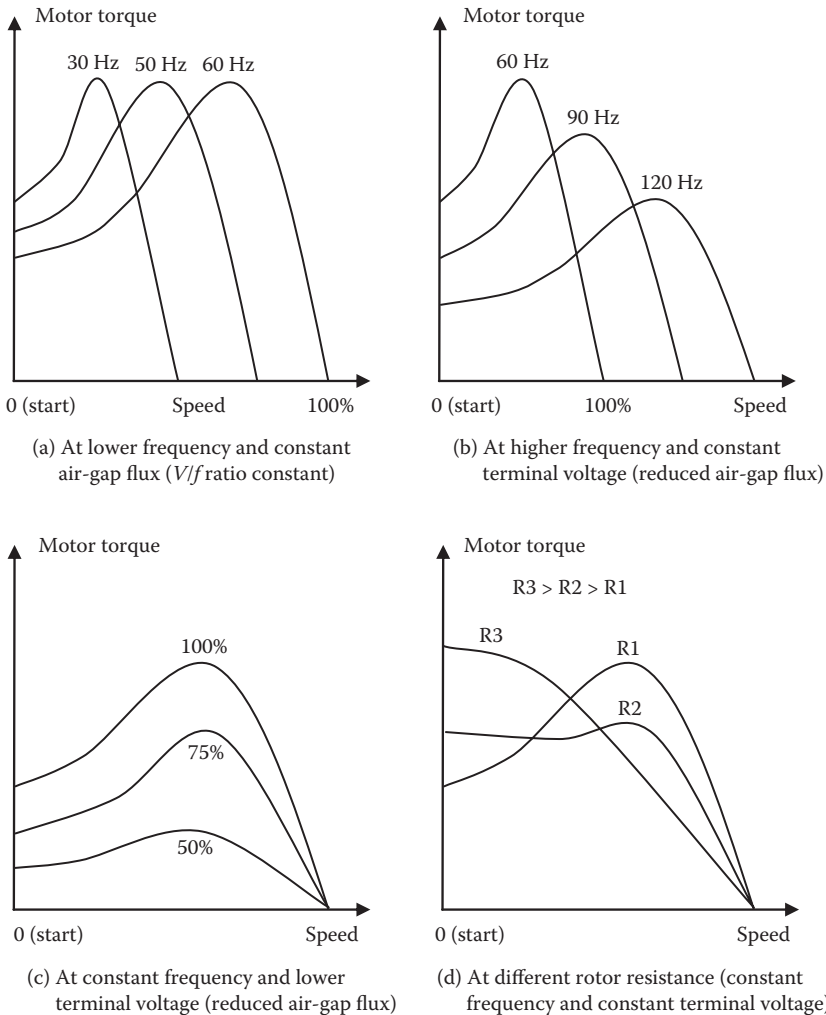 Motor torque
30 Hz 50 Hz 60 Hz
0 (start) Speed 100%
(a) At lower frequency and constant
air-gap flux (V/f ratio constant)
Motor torque
60 Hz
90 Hz
120 Hz
0 (start) 100% Speed
(b) At higher frequency and constant
terminal voltage (reduced air-gap flux)
Motor torque
100%
75%
50%
0 (start) Speed
(c) At constant frequency and lower
terminal voltage (reduced air-gap flux)
Motor torque
R3 > R2 > R1
R3
R1
R2
0 (start) Speed
(d) At different rotor resistance (constant
frequency and constant terminal voltage)